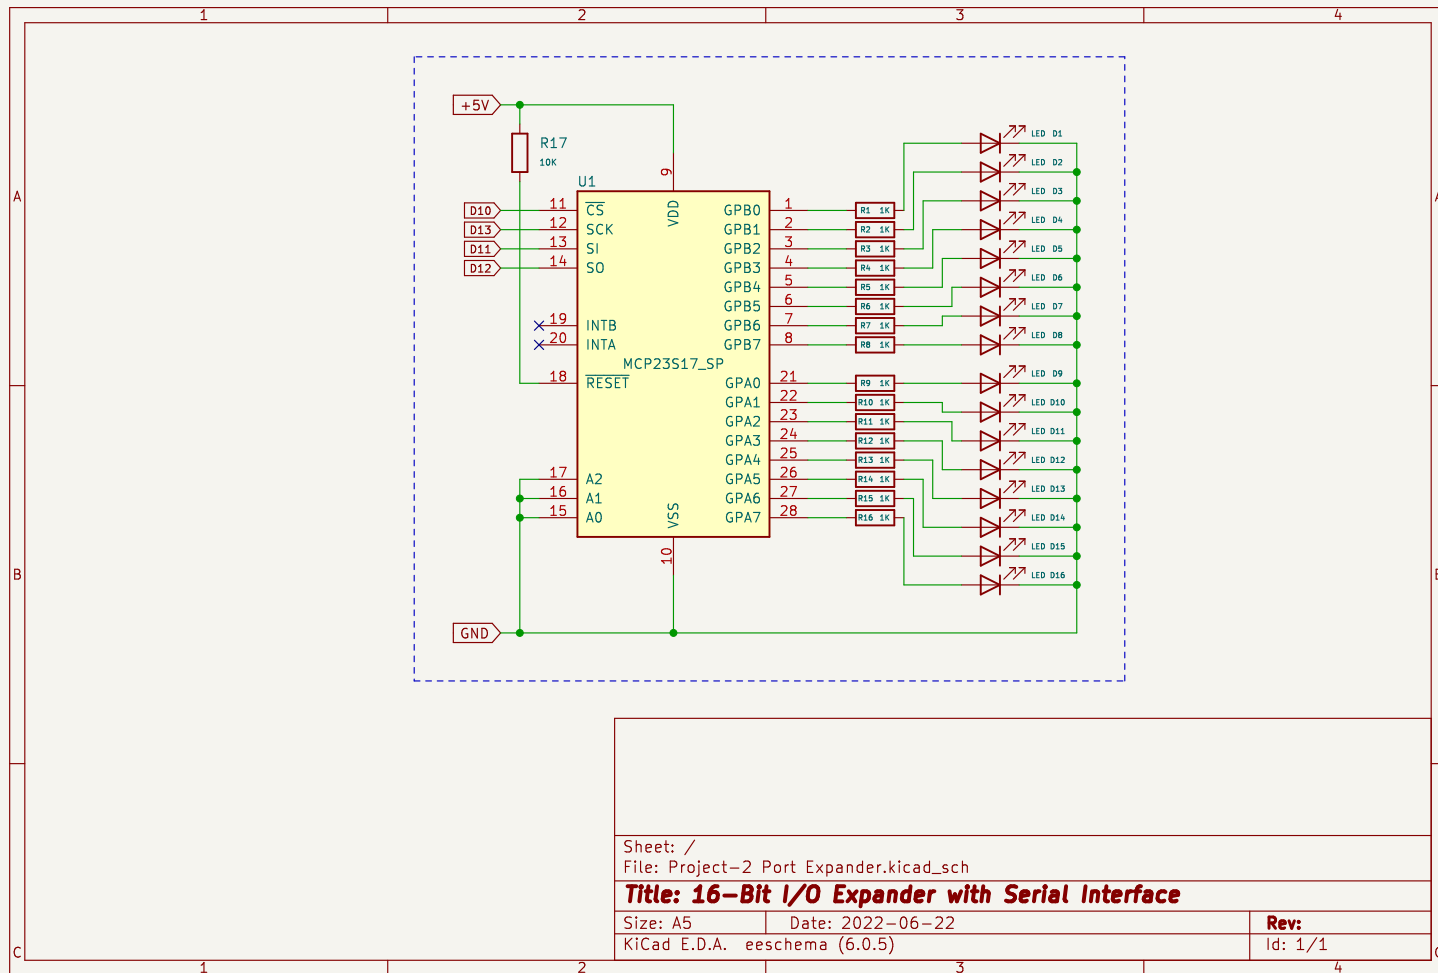 1 2 3 4
A A
B B
C
+5V
R17
10K
U1
9
VDD
D10 11 CS
D13 12 SCK
D11 13 SI
D12 14 SO
19 INTB
20 INTA
MCP23S17_SP
18 RESET
17 A2
16 A1
15 A0
VSS
10
GND
GPB0 1 R1 1K
GPB1 2 R2 1K
GPB2 3 R3 1K
GPB3 4 R4 1K
GPB4 5 R5 1K
GPB5 6 R6 1K
GPB6 7 R7 1K
GPB7 8 R8 1K
GPA0 21 R9 1K
GPA1 22 R10 1K
GPA2 23 R11 1K
GPA3 24 R12 1K
GPA4 25 R13 1K
GPA5 26 R14 1K
GPA6 27 R15 1K
GPA7 28 R16 1K
LED D1
LED D2
LED D3
LED D4
LED D5
LED D6
LED D7
LED D8
LED D9
LED D10
LED D11
LED D12
LED D13
LED D14
LED D15
LED D16
Sheet: /
File: Project-2 Port Expander.kicad_sch
Title: 16-Bit I/O Expander with Serial Interface
Size: A5 Date: 2022-06-22 Rev:
KiCad E.D.A. eeschema (6.0.5) Id: 1/1
1 2 3 4